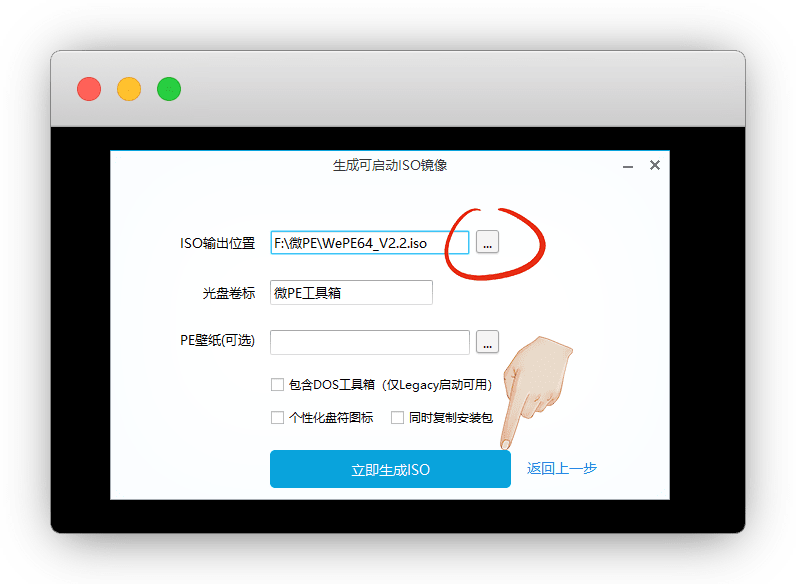 生成可启动ISO镜像
ISO输出位置 F:\微PE\WePE64_V2.2.iso ...
光盘卷标 微PE工具箱
PE壁纸(可选) ...
包含DOS工具箱（仅Legacy启动可用）
个性化盘符图标 同时复制安装包
立即生成ISO 返回上一步